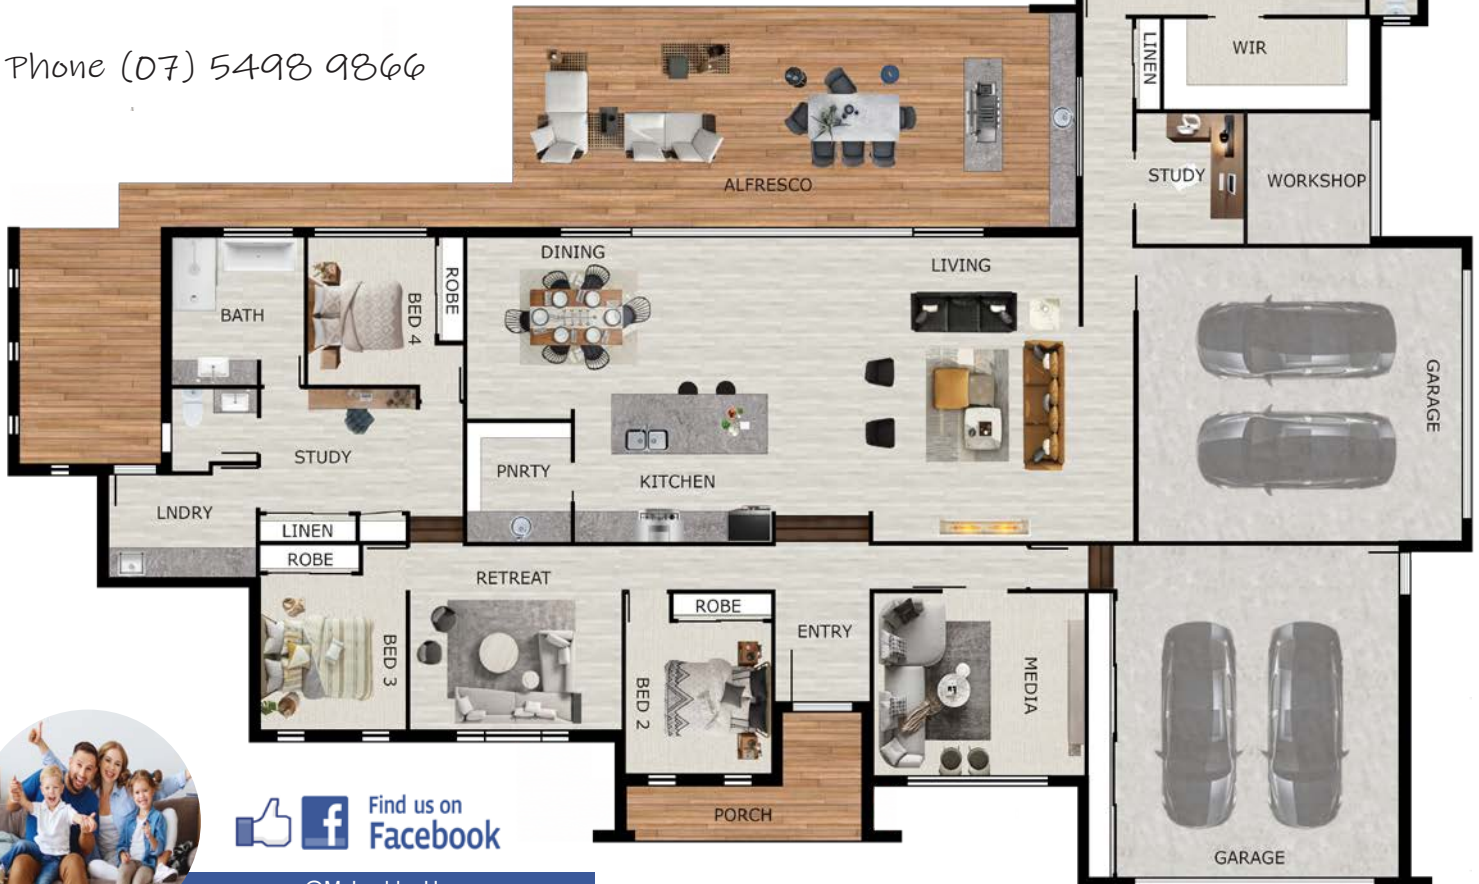 Phone (07) 5498 9866
LINEN
WIR
STUDY
WORKSHOP
ALFRESCO
DINING
LIVING
BATH
BED 4
ROBE
GARAGE
STUDY
PNRTY
KITCHEN
LNDRY
LINEN
ROBE
RETREAT
ROBE
ENTRY
BED 3
BED 2
MEDIA
PORCH
GARAGE
Find us on
Facebook